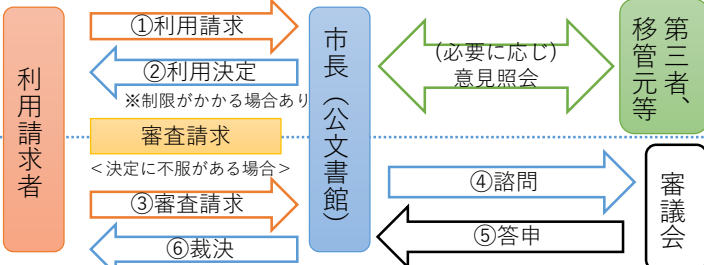 利用請求者
①利用請求
②利用決定
※制限がかかる場合あり
審査請求
＜決定に不服がある場合＞
③審査請求
⑥裁決
市長（公文書館）
(必要に応じ)
意見照会
第三者、
移管元等
④諮問
⑤答申
審議会